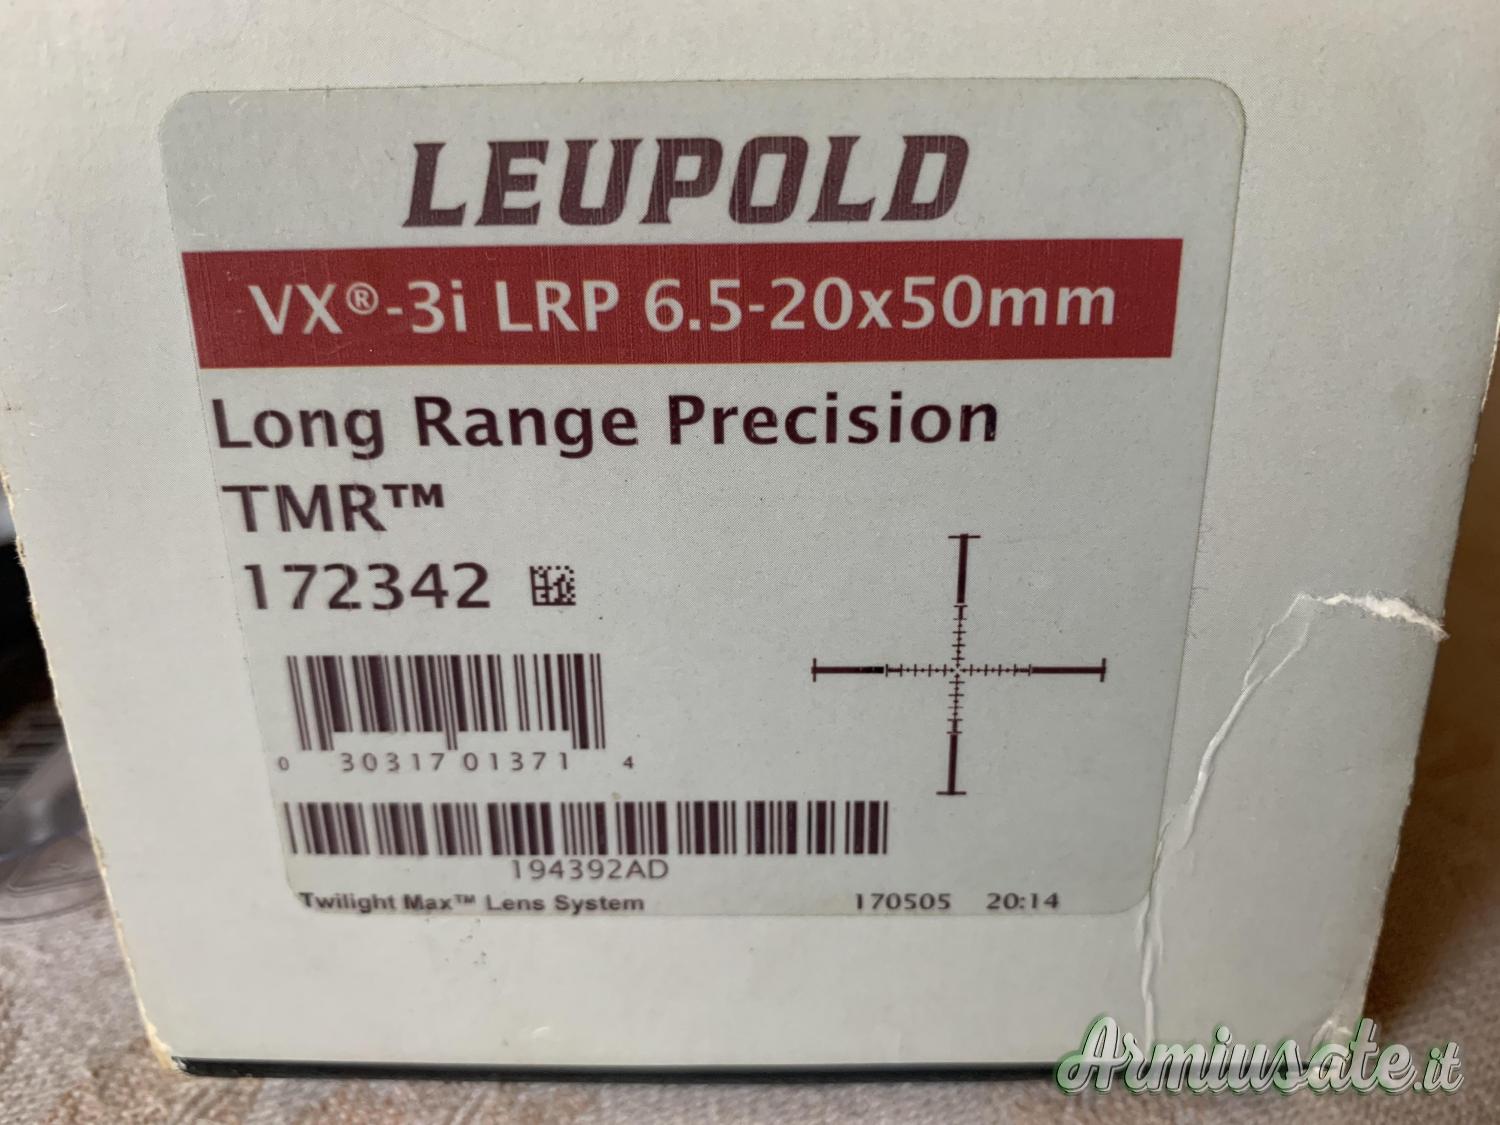 LEUPOLD
VX®-3i LRP 6.5-20x50mm
Long Range Precision
TMR™
172342
0 30317 01371 4
194392AD
Twilight Max™ Lens System 170505 20:14
Armiusate.it